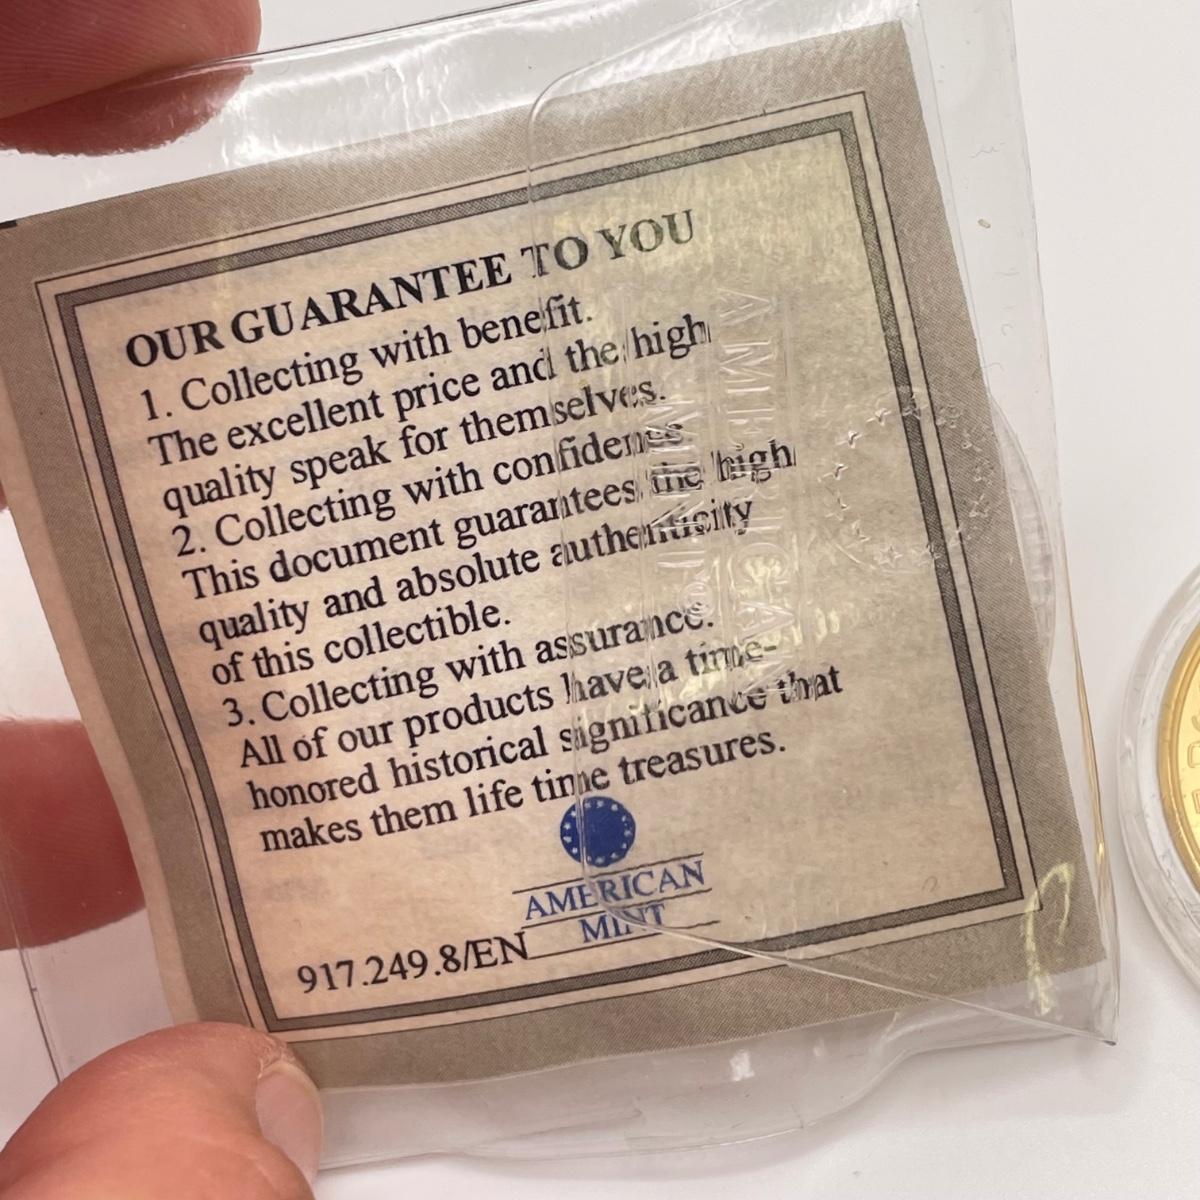 OUR GUARANTEE TO YOU
1. Collecting with benefit.
The excellent price and the high
quality speak for themselves.
2. Collecting with confidence
This document guarantees the high
quality and absolute authenticity
of this collectible.
3. Collecting with assurance.
All of our products have a time-
honored historical significance that
makes them life time treasures.
AMERICAN
MINT
917.249.8/EN
AMERICAN
MINT®